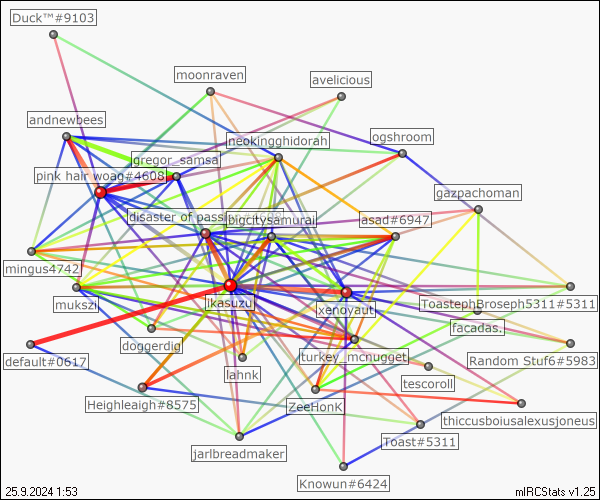 Duck™#9103
moonraven
avelicious
andnewbees
ogshroom
neokingghidorah
gregor_samsa
pink hair woag#4608
gazpachoman
disaster of pass
bigcitysamurai
asad#6947
mingus4742
mukszi
ikasuzu
xenovaut
ToastephBroseph5311#5311
facadas.
doggerdig
turkey_mcnugget
default#0617
lahnk
Random Stuf6#5983
tescoroll
Heighleaigh#8575
ZeeHonk
thiccusboiusalexusjoneus
Toast#5311
jarlbreadmaker
Knowun#6424
25.9.2024 1:53
mIRCStats v1.25